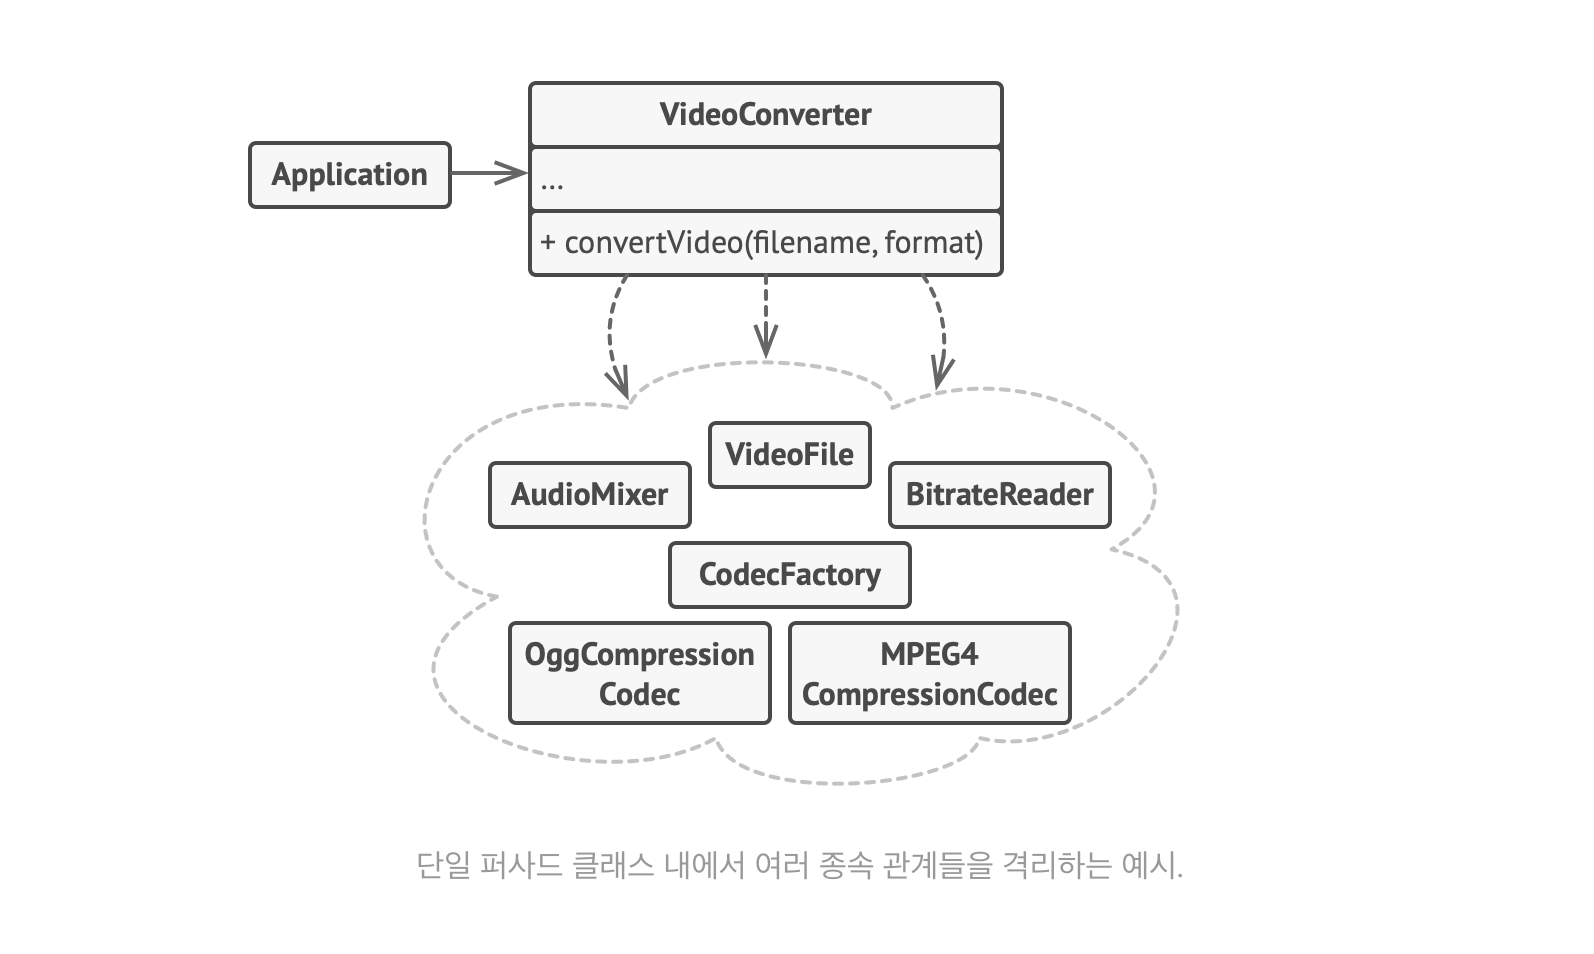 VideoConverter
Application
...
+ convertVideo(filename, format)
VideoFile
AudioMixer
BitrateReader
CodecFactory
OggCompression
Codec
MPEG4
CompressionCodec
단일 퍼사드 클래스 내에서 여러 종속 관계들을 격리하는 예시.